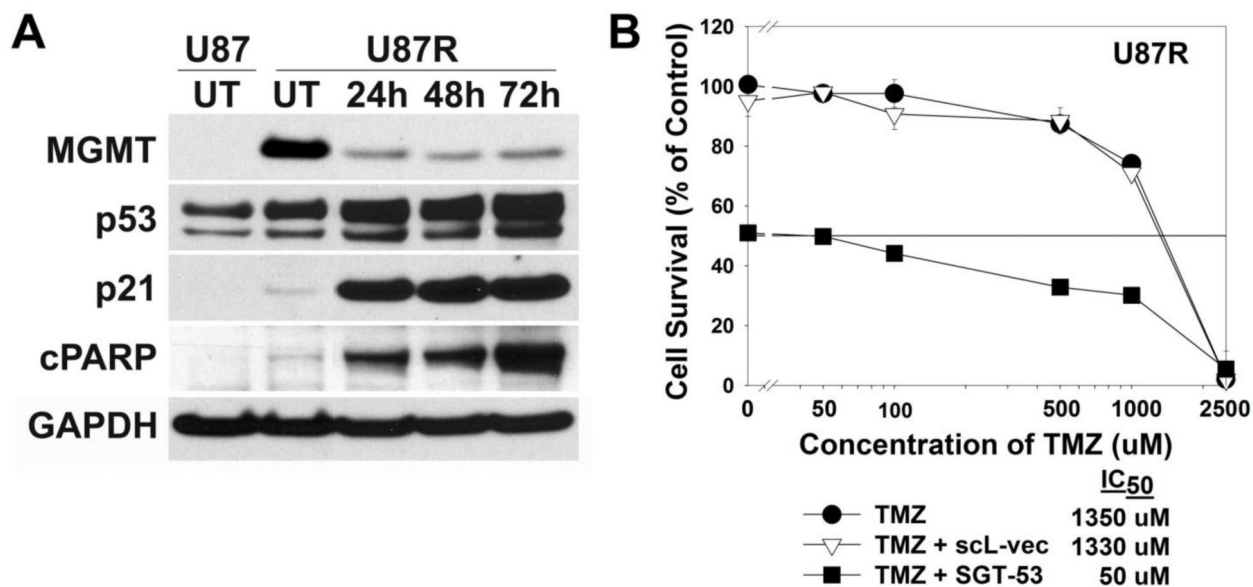 A
U87 U87R
UT UT 24h 48h 72h
MGMT
p53
p21
cPARP
GAPDH
B
U87R
Cell Survival (% of Control)
120
100
80
60
40
20
0
0 50 100 500 1000 2500
Concentration of TMZ (uM)
IC50
TMZ 1350 uM
TMZ + scL-vec 1330 uM
TMZ + SGT-53 50 uM